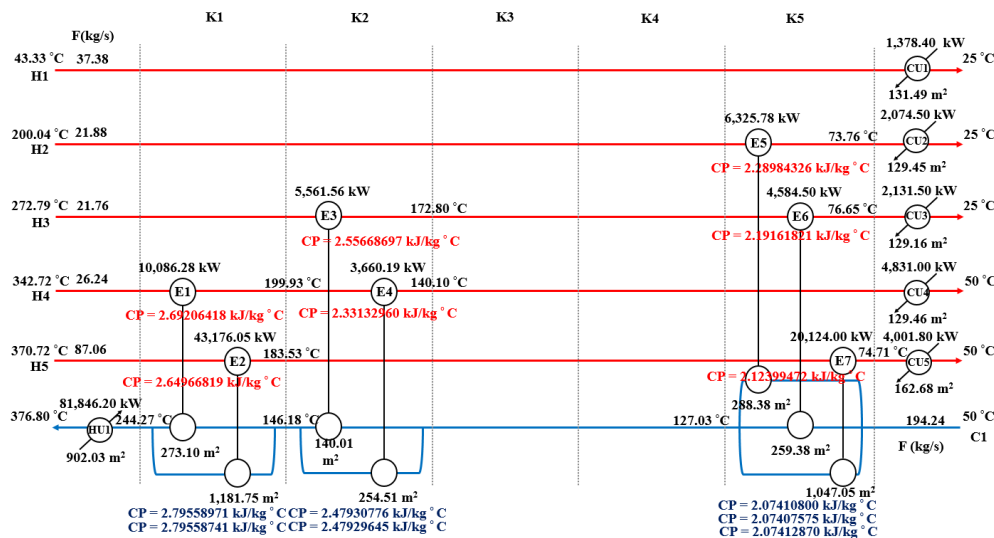 K1 K2 K3 K4 K5
F(kg/s)
1,378.40 kW
43.33 °C 37.38 CU1 25 °C
H1
131.49 m²
6,325.78 kW 2,074.50 kW
200.04 °C 21.88 E5 73.76 °C CU2 25 °C
H2
CP = 2.28984326 kJ/kg °C 129.45 m²
5,561.56 kW 4,584.50 kW 2,131.50 kW
272.79 °C 21.76 E3 172.80 °C E6 76.65 °C CU3 25 °C
H3
CP = 2.55668697 kJ/kg °C CP = 2.19161821 kJ/kg °C 129.16 m²
10,086.28 kW 3,660.19 kW 4,831.00 kW
342.72 °C 26.24 E1 199.93 °C E4 140.10 °C CU4 50 °C
H4
CP = 2.69206418 kJ/kg °C CP = 2.33132960 kJ/kg °C 129.46 m²
43,176.05 kW 20,124.00 kW 4,001.80 kW
370.72 °C 87.06 E2 183.53 °C E7 74.71 °C CU5 50 °C
H5
CP = 2.64966819 kJ/kg °C CP = 2.12399472 kJ/kg °C 162.68 m²
81,846.20 kW 288.38 m²
376.80 °C HU1 244.27 °C 146.18 °C 127.03 °C 194.24 50 °C
C1
902.03 m² 273.10 m² 140.01 m² 259.38 m² F (kg/s)
1,181.75 m² 254.51 m² 1,047.05 m²
CP = 2.79558971 kJ/kg °C CP = 2.47930776 kJ/kg °C CP = 2.07410800 kJ/kg °C
CP = 2.79558741 kJ/kg °C CP = 2.47929645 kJ/kg °C CP = 2.07407575 kJ/kg °C
CP = 2.07412870 kJ/kg °C